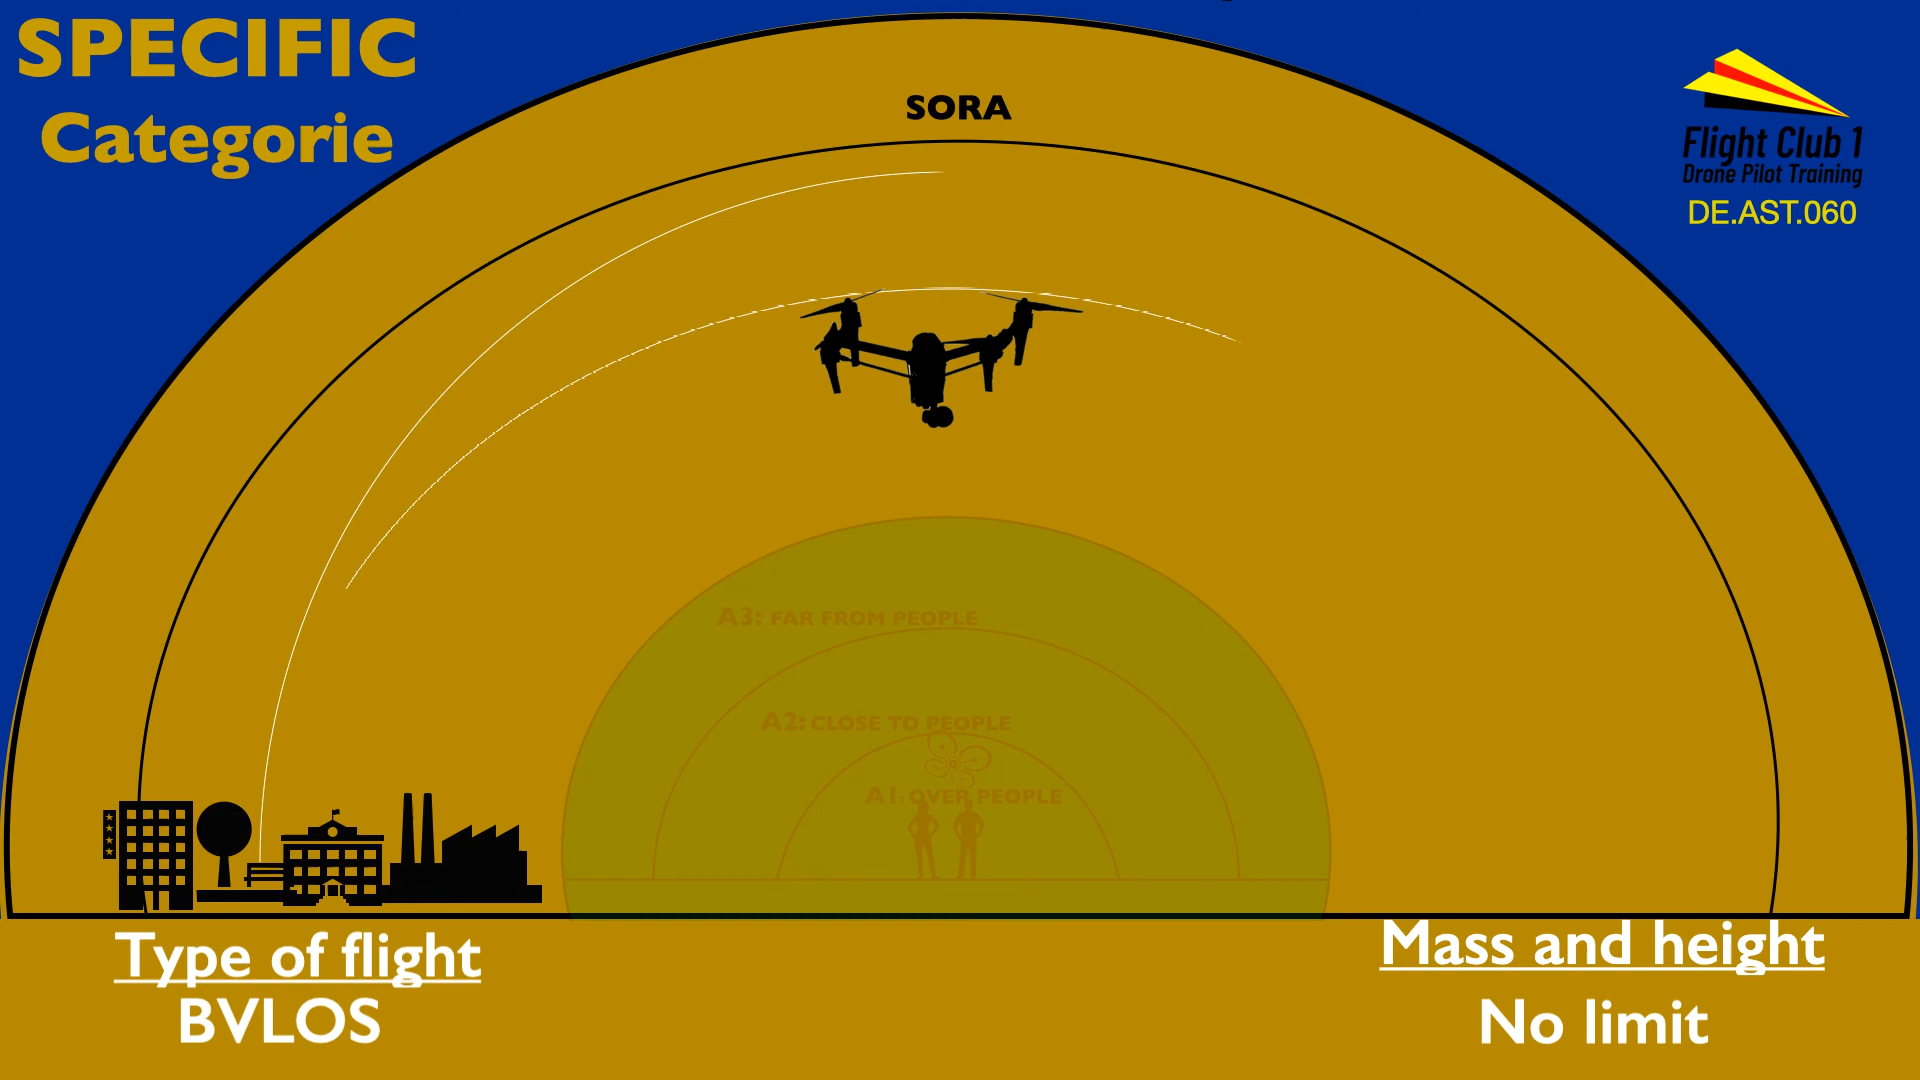 SPECIFIC
Categorie
SORA
Flight Club 1
Drone Pilot Training
DE.AST.060
A3: FAR FROM PEOPLE
A2: CLOSE TO PEOPLE
A1: OVER PEOPLE
Type of flight
BVLOS
Mass and height
No limit